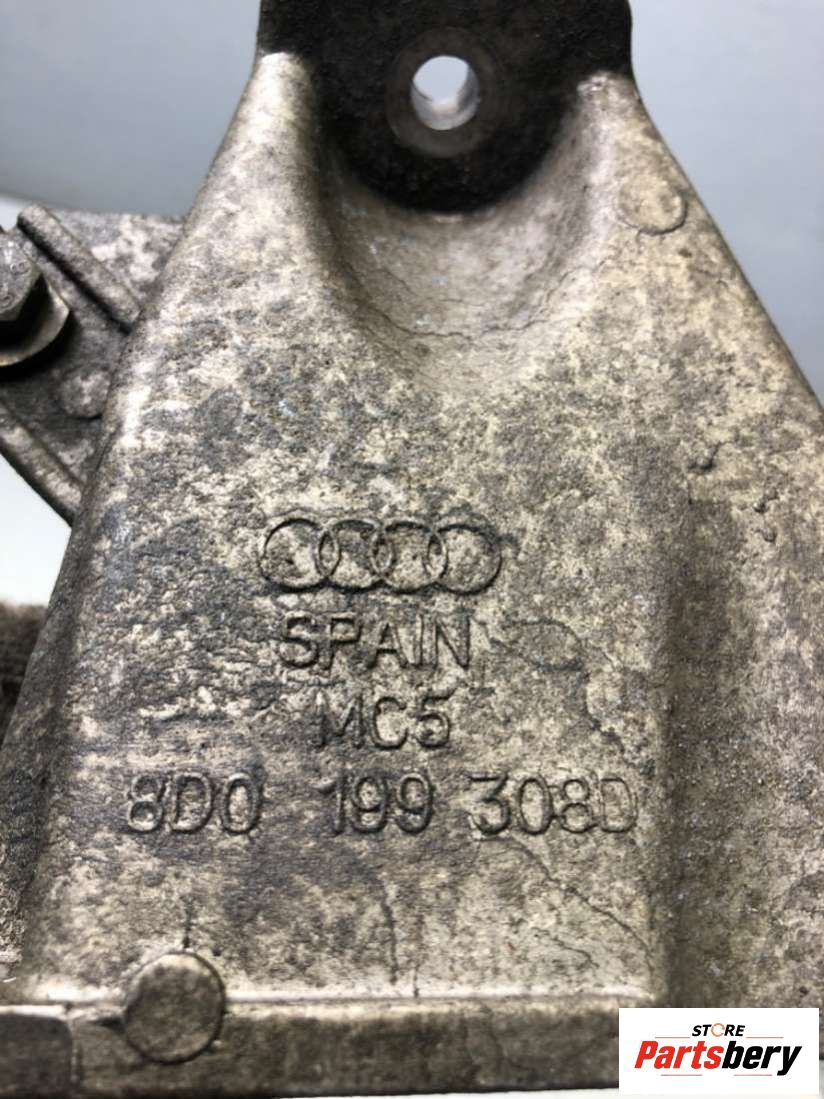 SPAIN
MC5
8D0 199 308D
STORE
Partsbery